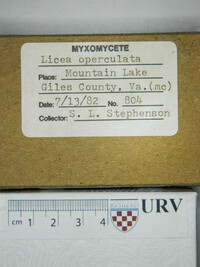 MYXOMYCETE
Licea operculata
Place: Mountain Lake
Giles County, Va.(mc)
Date: 7/13/82 No. 804
Collector: S. L. Stephenson
cm 1 2 3 4
URV